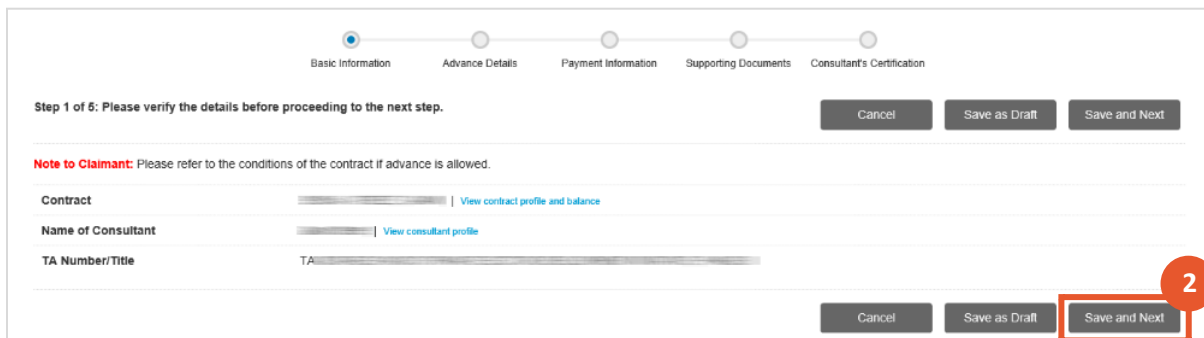 Basic Information Advance Details Payment Information Supporting Documents Consultant's Certification
Step 1 of 5: Please verify the details before proceeding to the next step.
Cancel Save as Draft Save and Next
Note to Claimant: Please refer to the conditions of the contract if advance is allowed.
Contract | View contract profile and balance
Name of Consultant | View consultant profile
TA Number/Title TA
2
Cancel Save as Draft Save and Next